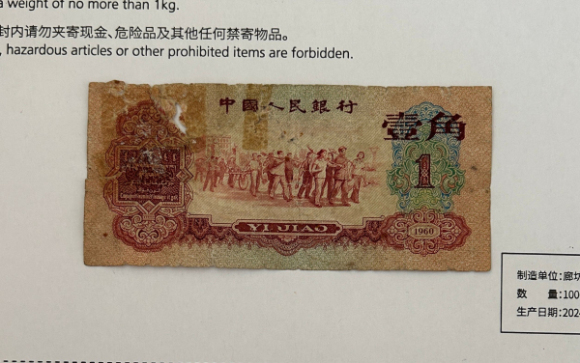 a weight of no more than 1kg.
封内请勿夹寄现金、危险品及其他任何禁寄物品。
, hazardous articles or other prohibited items are forbidden.
中國人民銀行
壹角
1
YI JIAO
1960
制造单位:廊坊
数 量:100
生产日期:202